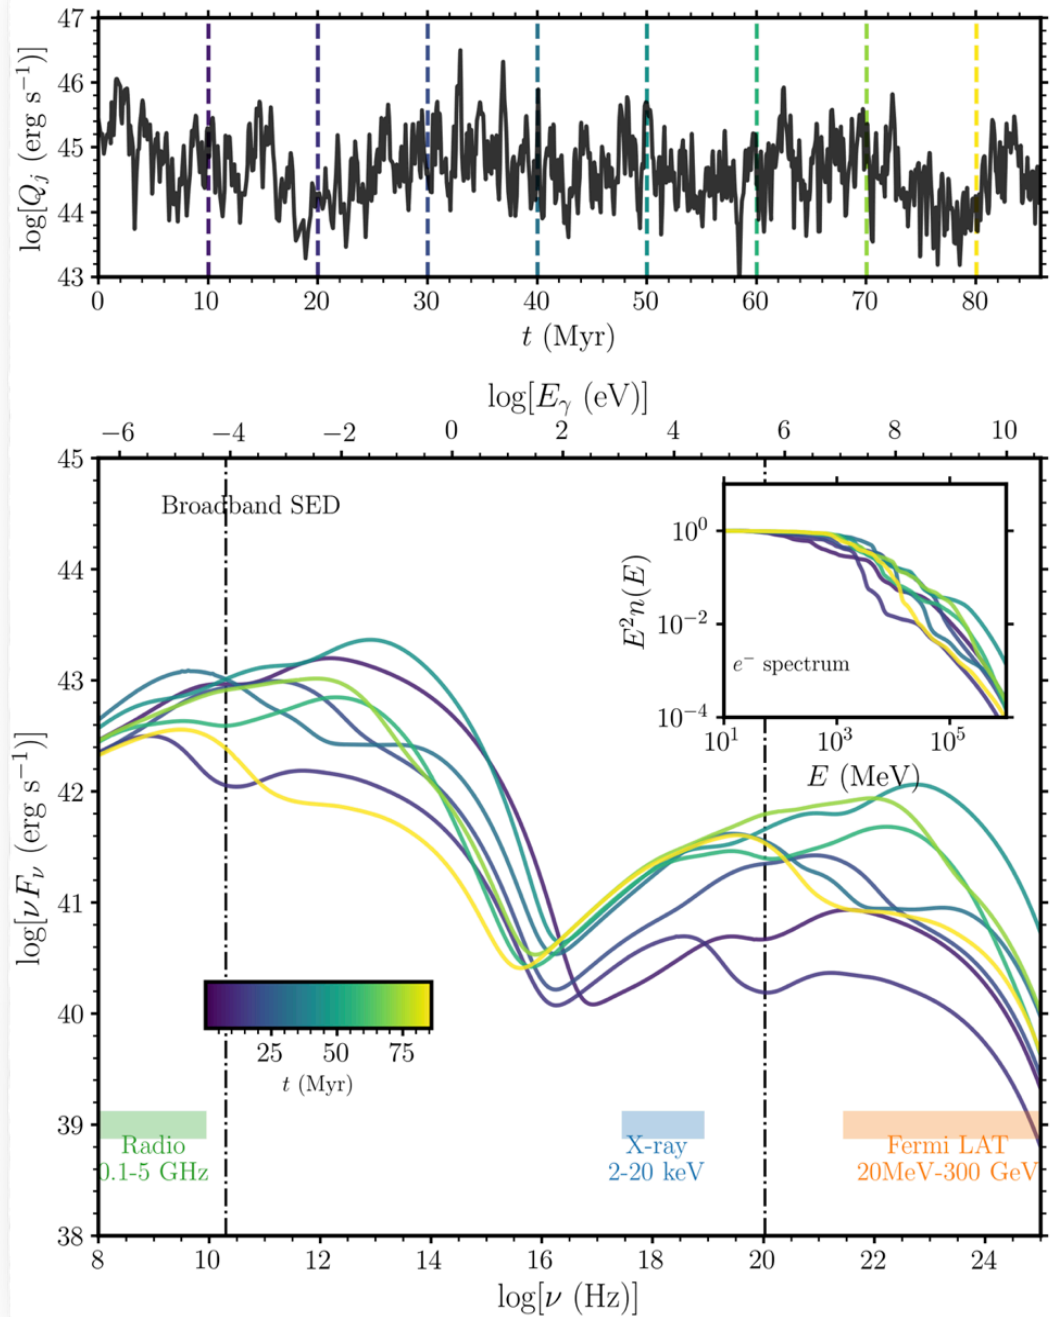 47
46
45
44
43
log[Q_j (erg s⁻¹)]
0 10 20 30 40 50 60 70 80
t (Myr)
log[E_γ (eV)]
−6 −4 −2 0 2 4 6 8 10
45
44
43
42
41
40
39
38
log[νF_ν (erg s⁻¹)]
Broadband SED
10⁰
10⁻²
10⁻⁴
E²n(E)
e⁻ spectrum
10¹ 10³ 10⁵
E (MeV)
25 50 75
t (Myr)
Radio
0.1-5 GHz
X-ray
2-20 keV
Fermi LAT
20MeV-300 GeV
8 10 12 14 16 18 20 22 24
log[ν (Hz)]